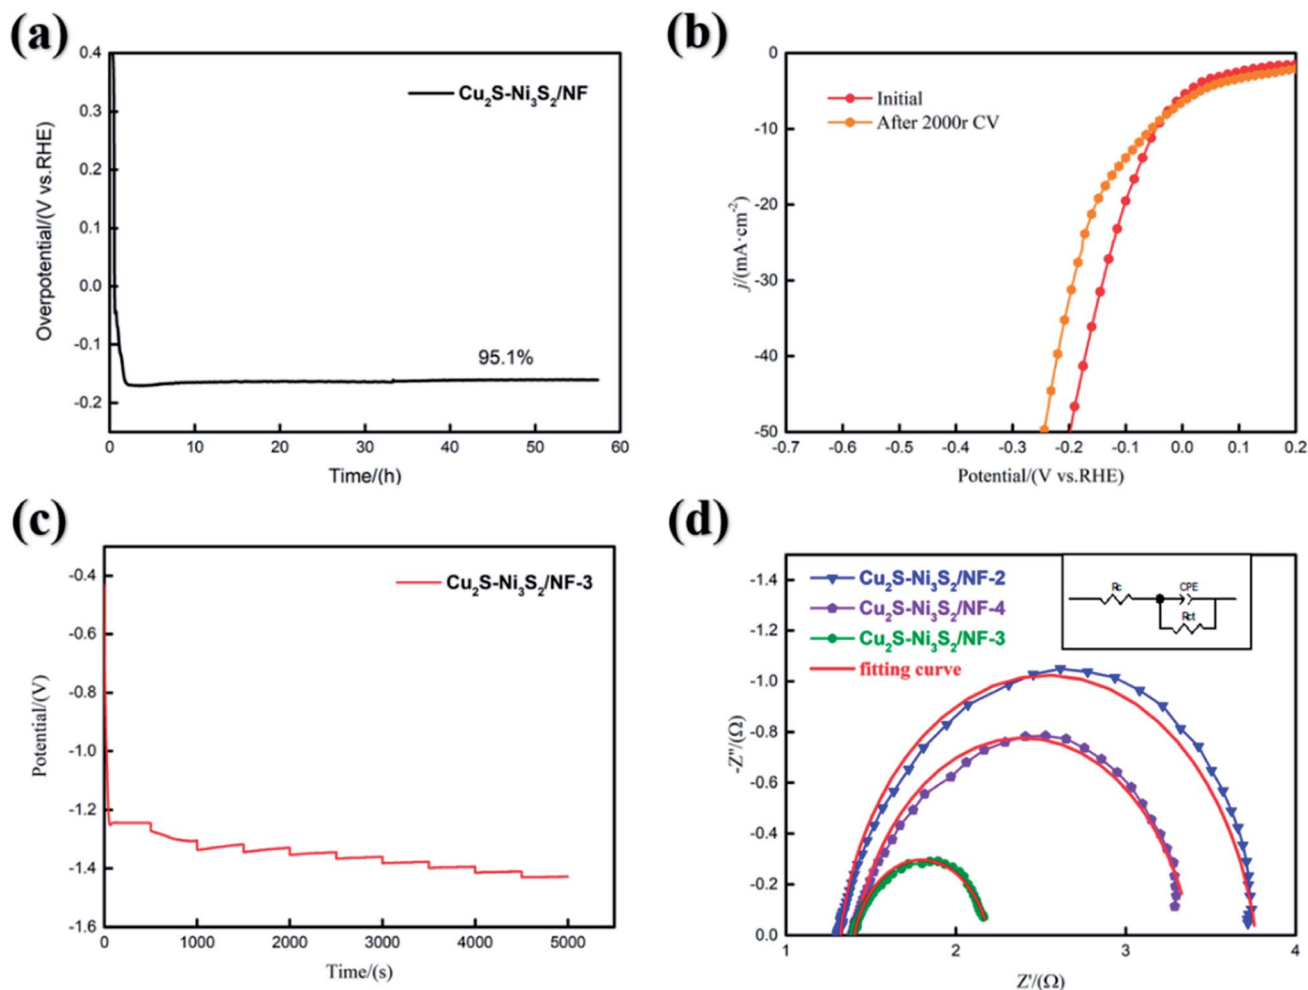 (a)
0.4
0.3
0.2
0.1
0.0
-0.1
-0.2
Overpotential/(V vs.RHE)
Cu₂S-Ni₃S₂/NF
95.1%
0 10 20 30 40 50 60
Time/(h)
(b)
0
-10
-20
-30
-40
-50
j/(mA·cm⁻²)
Initial
After 2000r CV
-0.7 -0.6 -0.5 -0.4 -0.3 -0.2 -0.1 0.0 0.1 0.2
Potential/(V vs.RHE)
(c)
-0.4
-0.6
-0.8
-1.0
-1.2
-1.4
-1.6
Potential/(V)
Cu₂S-Ni₃S₂/NF-3
0 1000 2000 3000 4000 5000
Time/(s)
(d)
-1.4
-1.2
-1.0
-0.8
-0.6
-0.4
-0.2
0.0
-Z''/(Ω)
Cu₂S-Ni₃S₂/NF-2
Cu₂S-Ni₃S₂/NF-4
Cu₂S-Ni₃S₂/NF-3
fitting curve
Rc
CPE
Rct
1 2 3 4
Z'/(Ω)